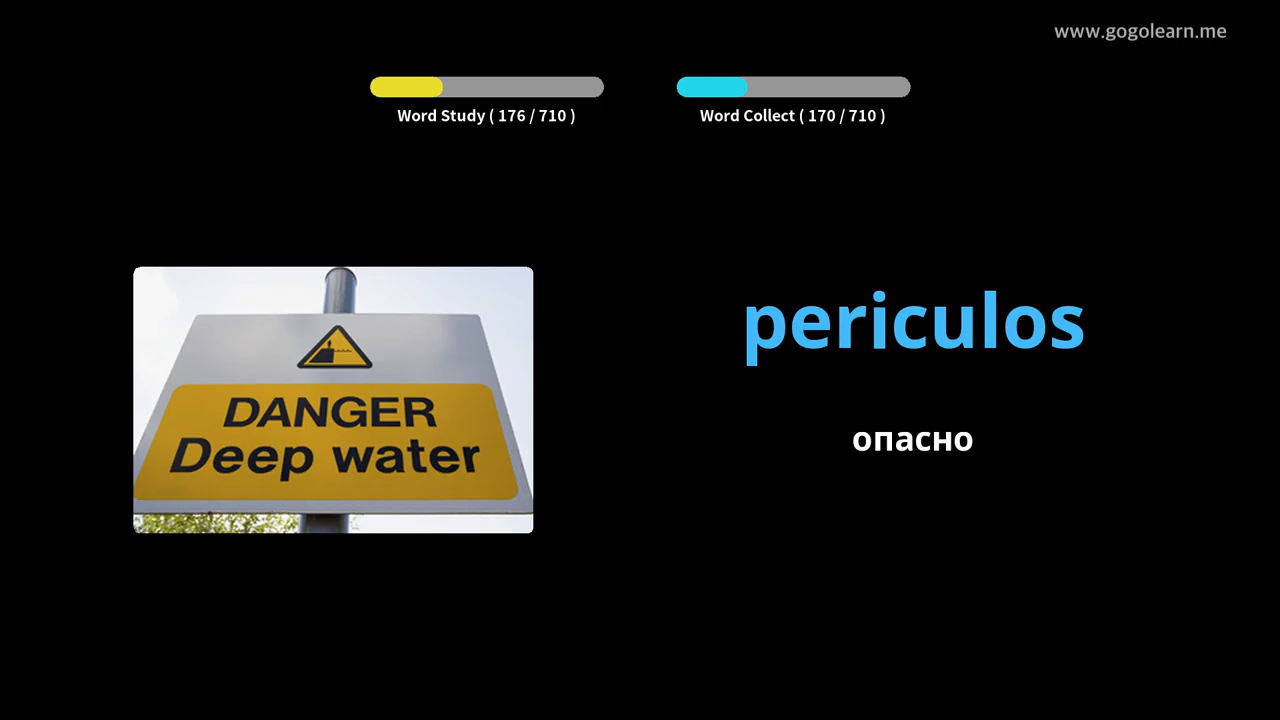 www.gogolearn.me
Word Study ( 176 / 710 )
Word Collect ( 170 / 710 )
DANGER
Deep water
periculos
опасно